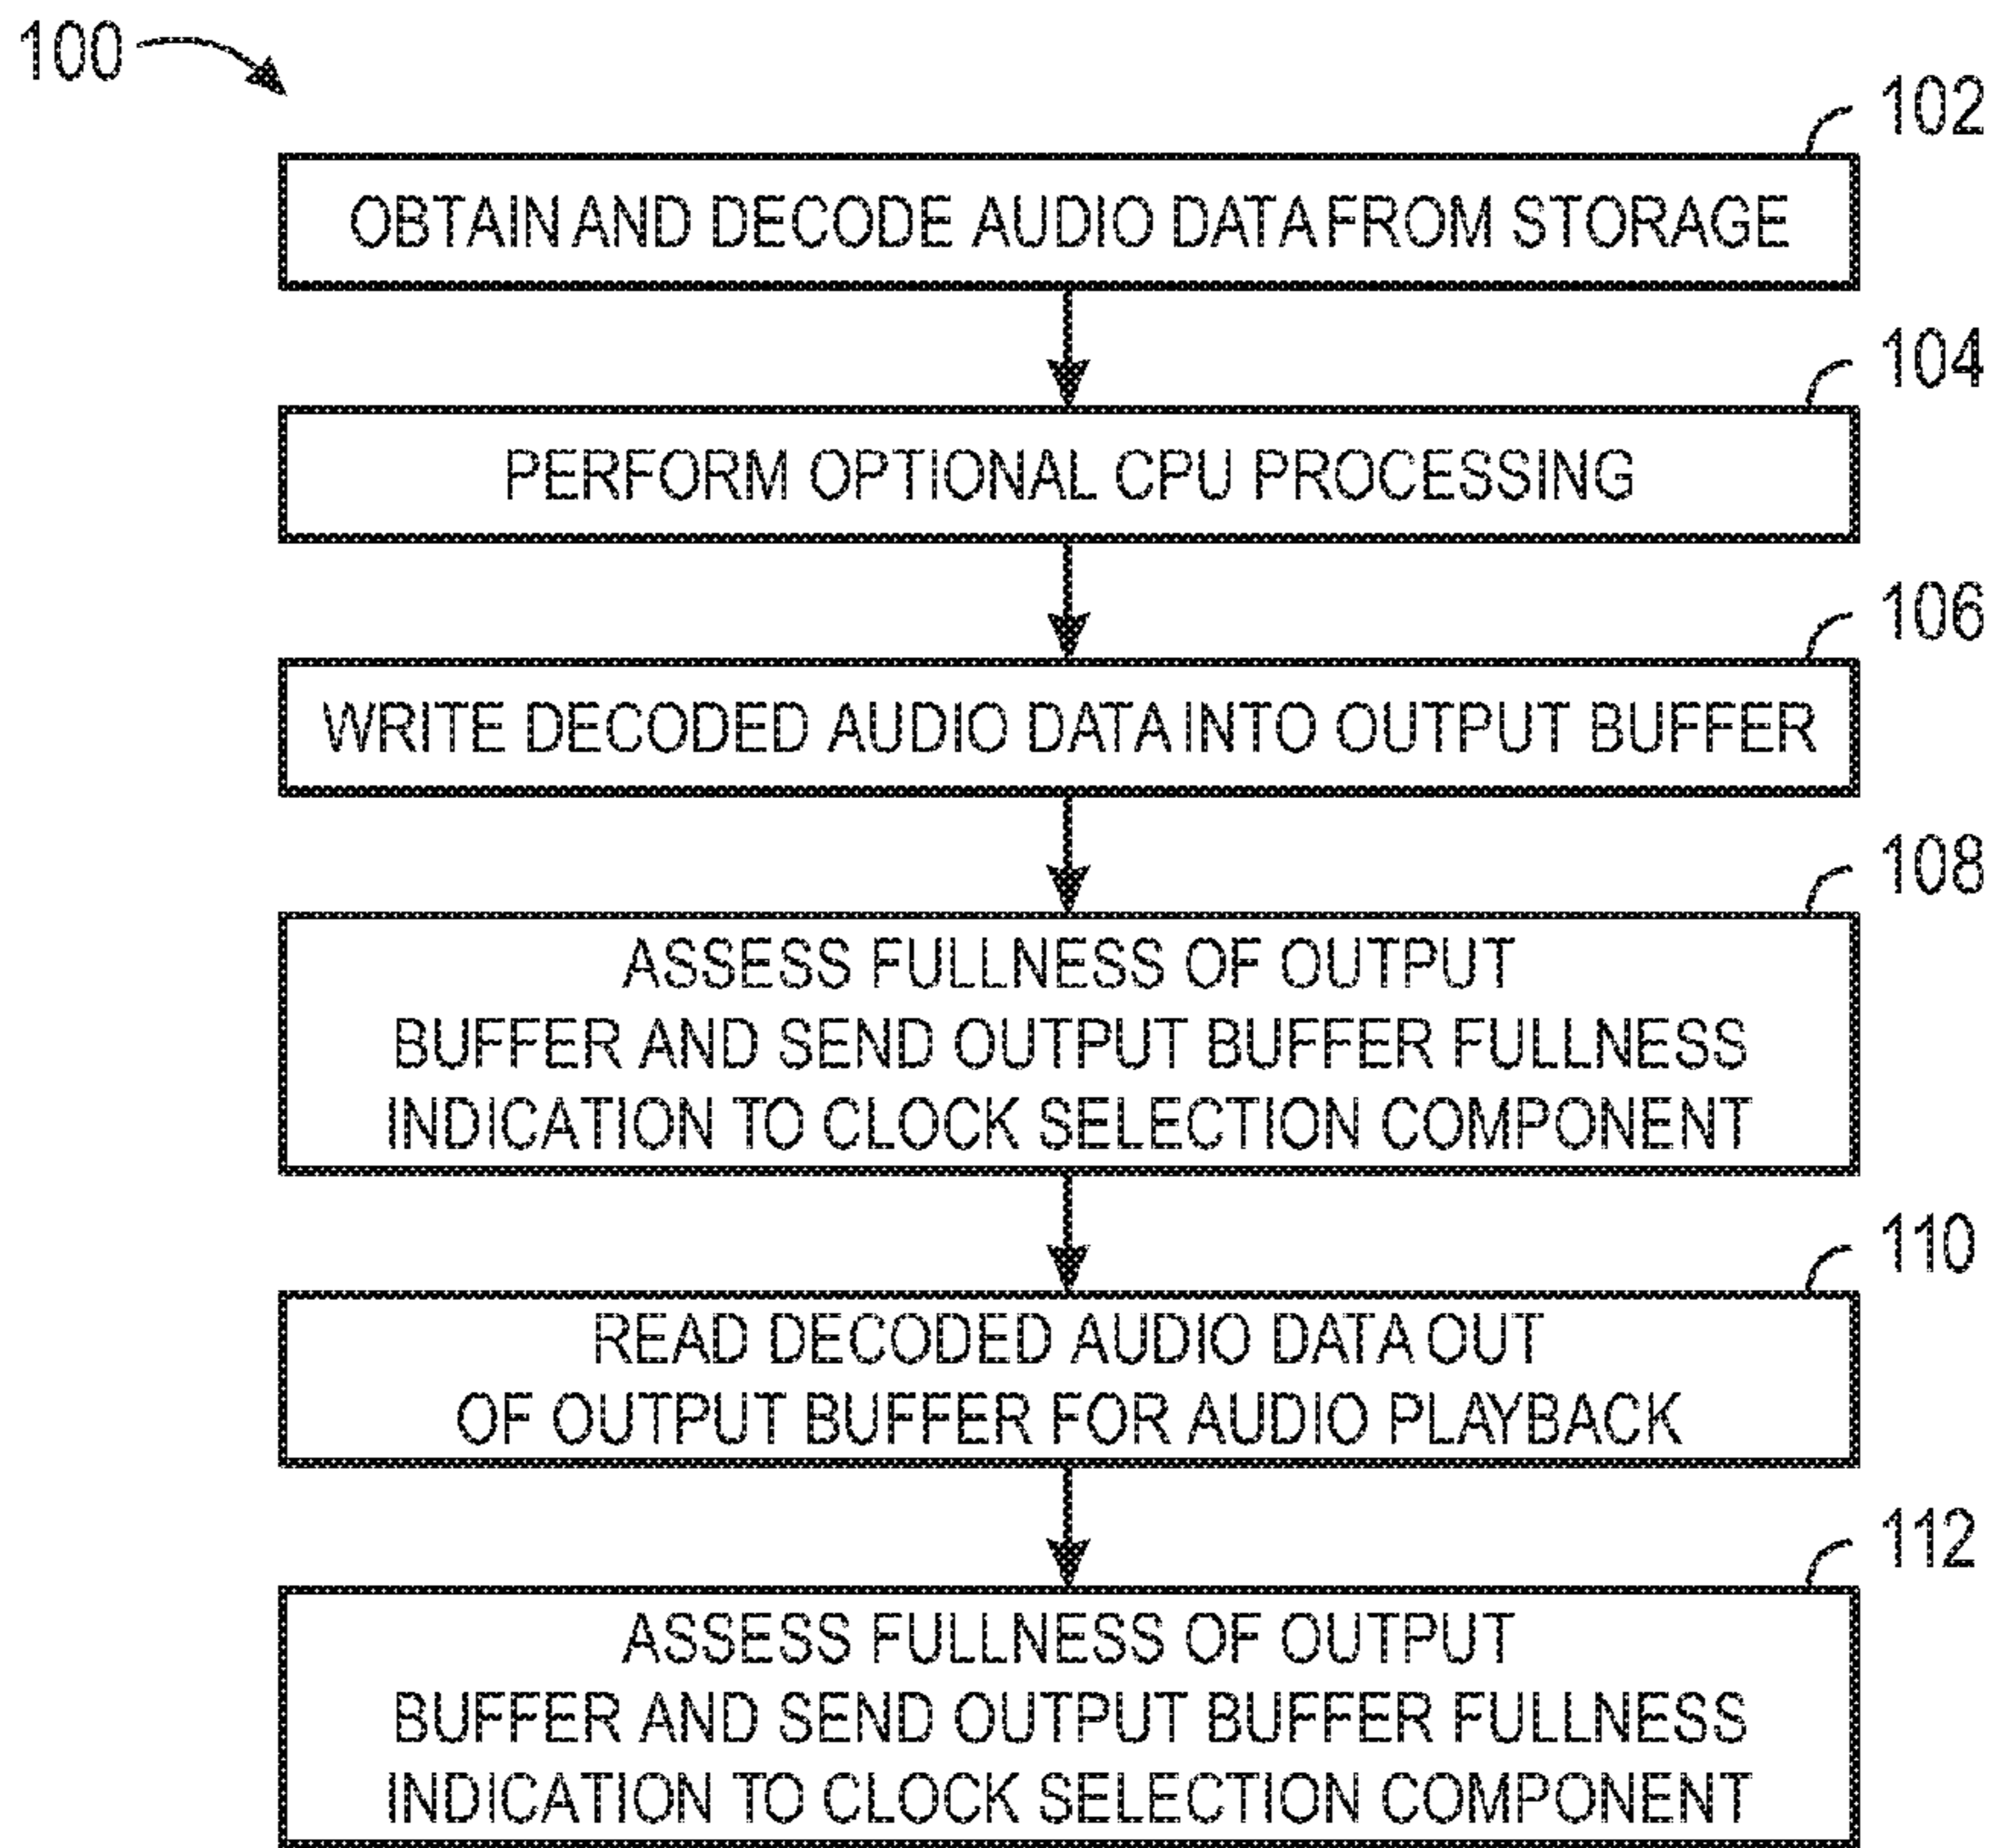 100
102
OBTAIN AND DECODE AUDIO DATA FROM STORAGE
104
PERFORM OPTIONAL CPU PROCESSING
106
WRITE DECODED AUDIO DATA INTO OUTPUT BUFFER
108
ASSESS FULLNESS OF OUTPUT
BUFFER AND SEND OUTPUT BUFFER FULLNESS
INDICATION TO CLOCK SELECTION COMPONENT
110
READ DECODED AUDIO DATA OUT
OF OUTPUT BUFFER FOR AUDIO PLAYBACK
112
ASSESS FULLNESS OF OUTPUT
BUFFER AND SEND OUTPUT BUFFER FULLNESS
INDICATION TO CLOCK SELECTION COMPONENT